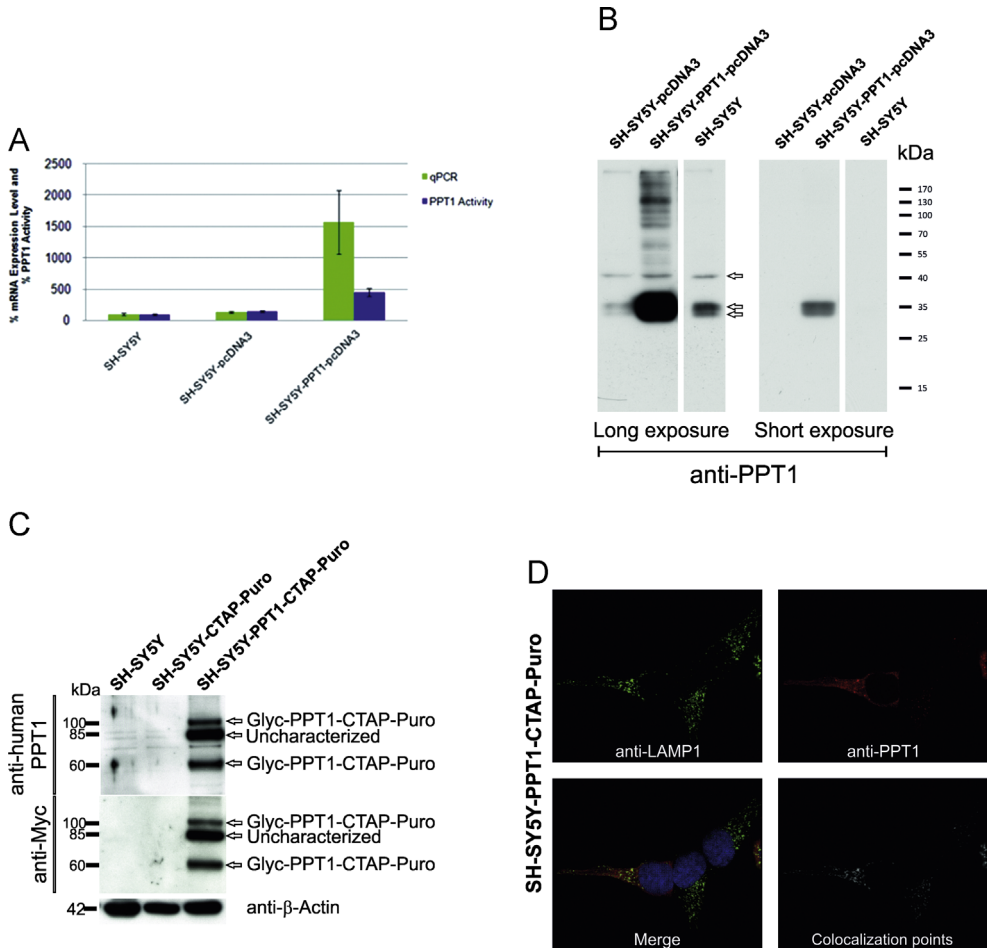 A
% mRNA Expression Level and
% PPT1 Activity
2500
2000
1500
1000
500
0
qPCR
PPT1 Activity
SH-SY5Y
SH-SY5Y-pcDNA3
SH-SY5Y-PPT1-pcDNA3
B
SH-SY5Y-pcDNA3
SH-SY5Y-PPT1-pcDNA3
SH-SY5Y
SH-SY5Y-pcDNA3
SH-SY5Y-PPT1-pcDNA3
SH-SY5Y
kDa
170
130
100
70
55
40
35
25
15
Long exposure
Short exposure
anti-PPT1
C
SH-SY5Y
SH-SY5Y-CTAP-Puro
SH-SY5Y-PPT1-CTAP-Puro
kDa
anti-human
PPT1
100
85
60
Glyc-PPT1-CTAP-Puro
Uncharacterized
Glyc-PPT1-CTAP-Puro
anti-Myc
100
85
60
Glyc-PPT1-CTAP-Puro
Uncharacterized
Glyc-PPT1-CTAP-Puro
42
anti-β-Actin
D
SH-SY5Y-PPT1-CTAP-Puro
anti-LAMP1
anti-PPT1
Merge
Colocalization points